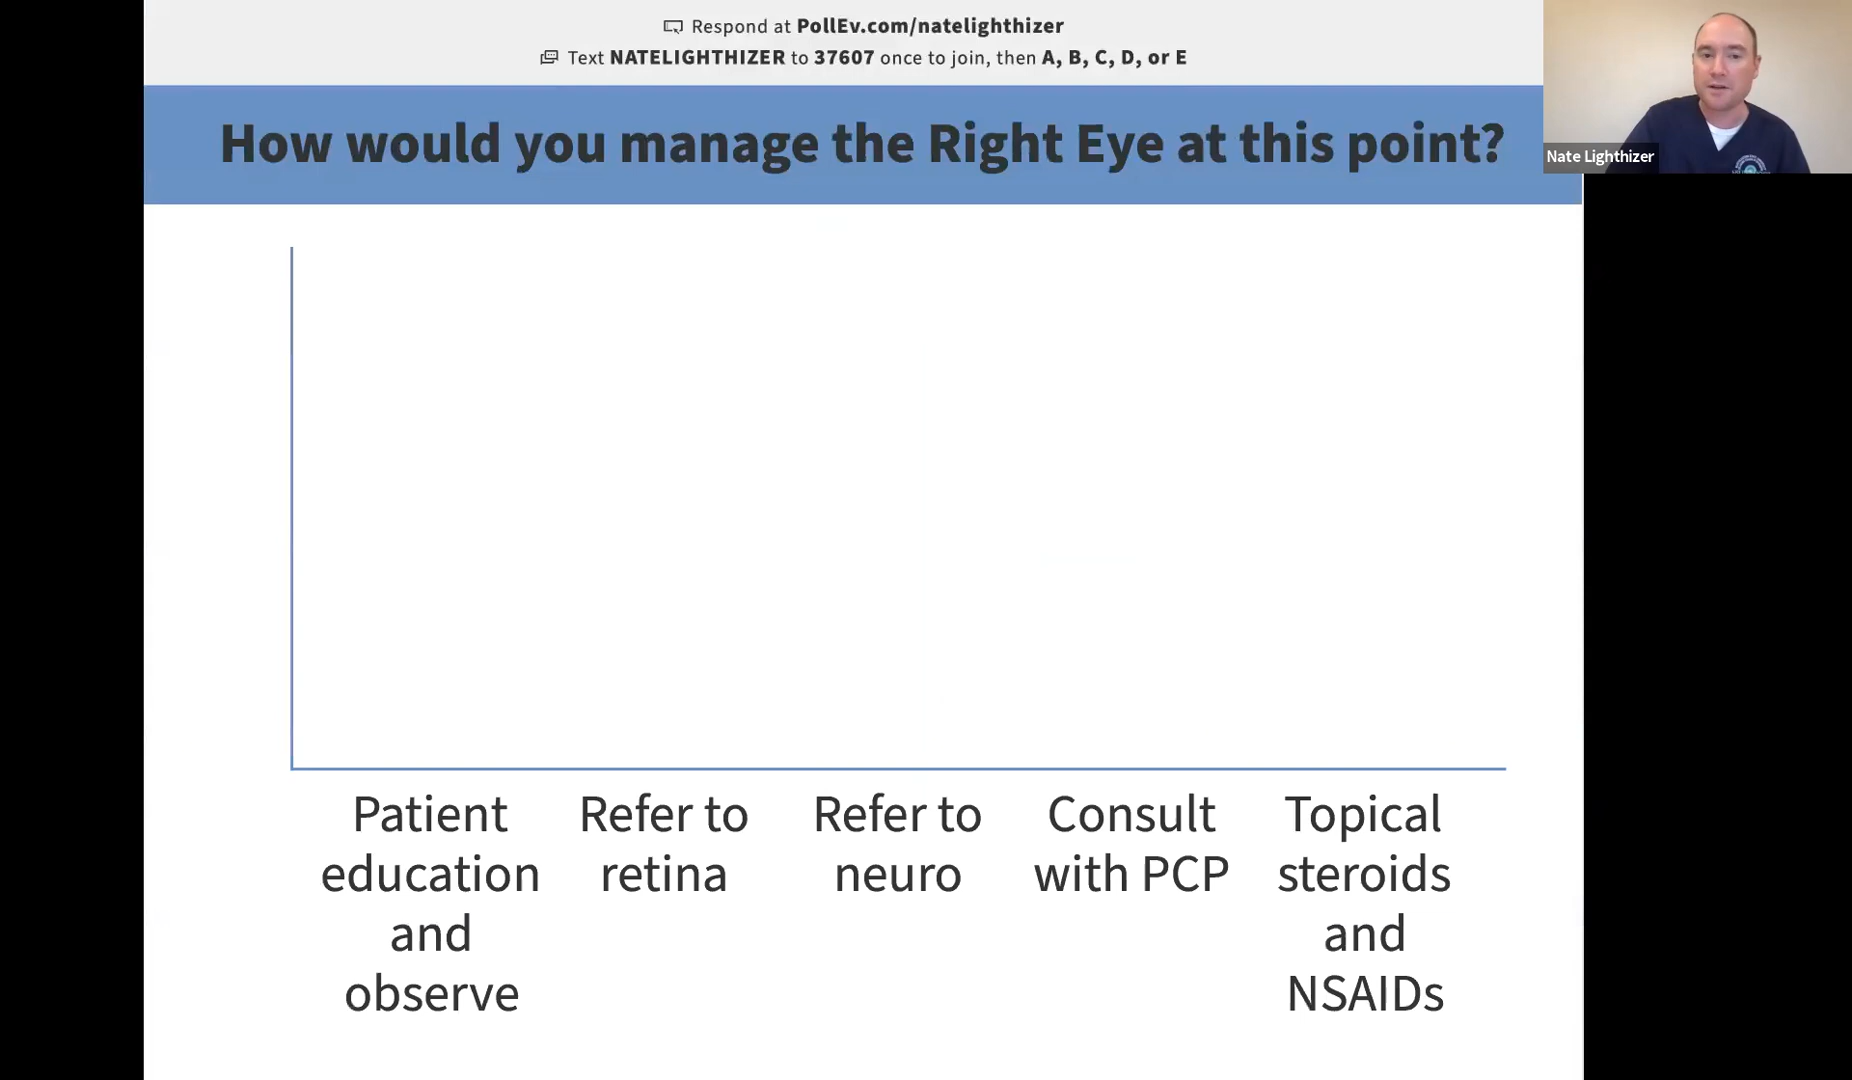 Respond at PollEv.com/natelighthizer
Text NATELIGHTHIZER to 37607 once to join, then A, B, C, D, or E
How would you manage the Right Eye at this point?
Nate Lighthizer
Patient
education
and
observe
Refer to
retina
Refer to
neuro
Consult
with PCP
Topical
steroids
and
NSAIDs